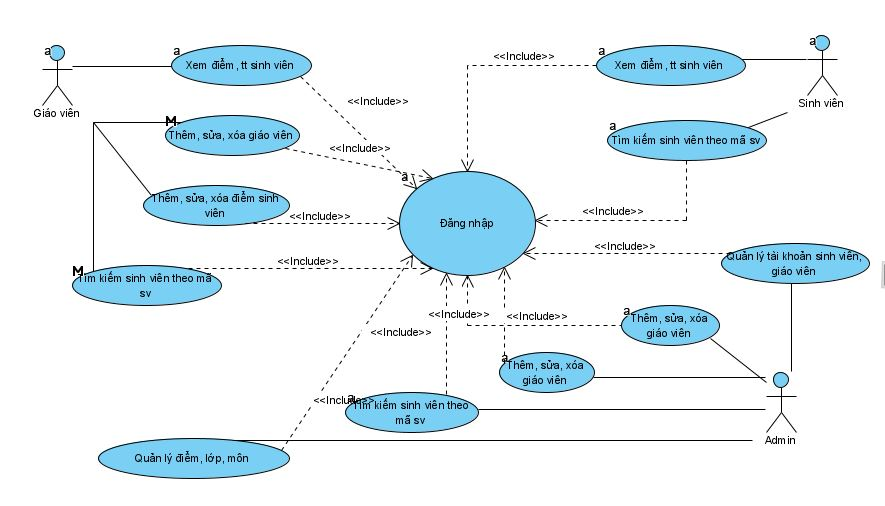 a
a
Xem điểm, tt sinh viên
Giáo viên
<<Include>>
<<Include>>
a
Xem điểm, tt sinh viên
a
Sinh viên
M
Thêm, sửa, xóa giáo viên
<<Include>>
a
Tìm kiếm sinh viên theo mã sv
Thêm, sửa, xóa điểm sinh
viên
<<Include>>
a
Đăng nhập
<<Include>>
M
Tìm kiếm sinh viên theo mã
sv
<<Include>>
<<Include>>
Quản lý tài khoản sinh viên,
giáo viên
<<Include>>
<<Include>>
<<Include>>
a
Thêm, sửa, xóa
giáo viên
a
Thêm, sửa, xóa
giáo viên
<<Include>>
a
Tìm kiếm sinh viên theo
mã sv
Admin
Quản lý điểm, lớp, môn